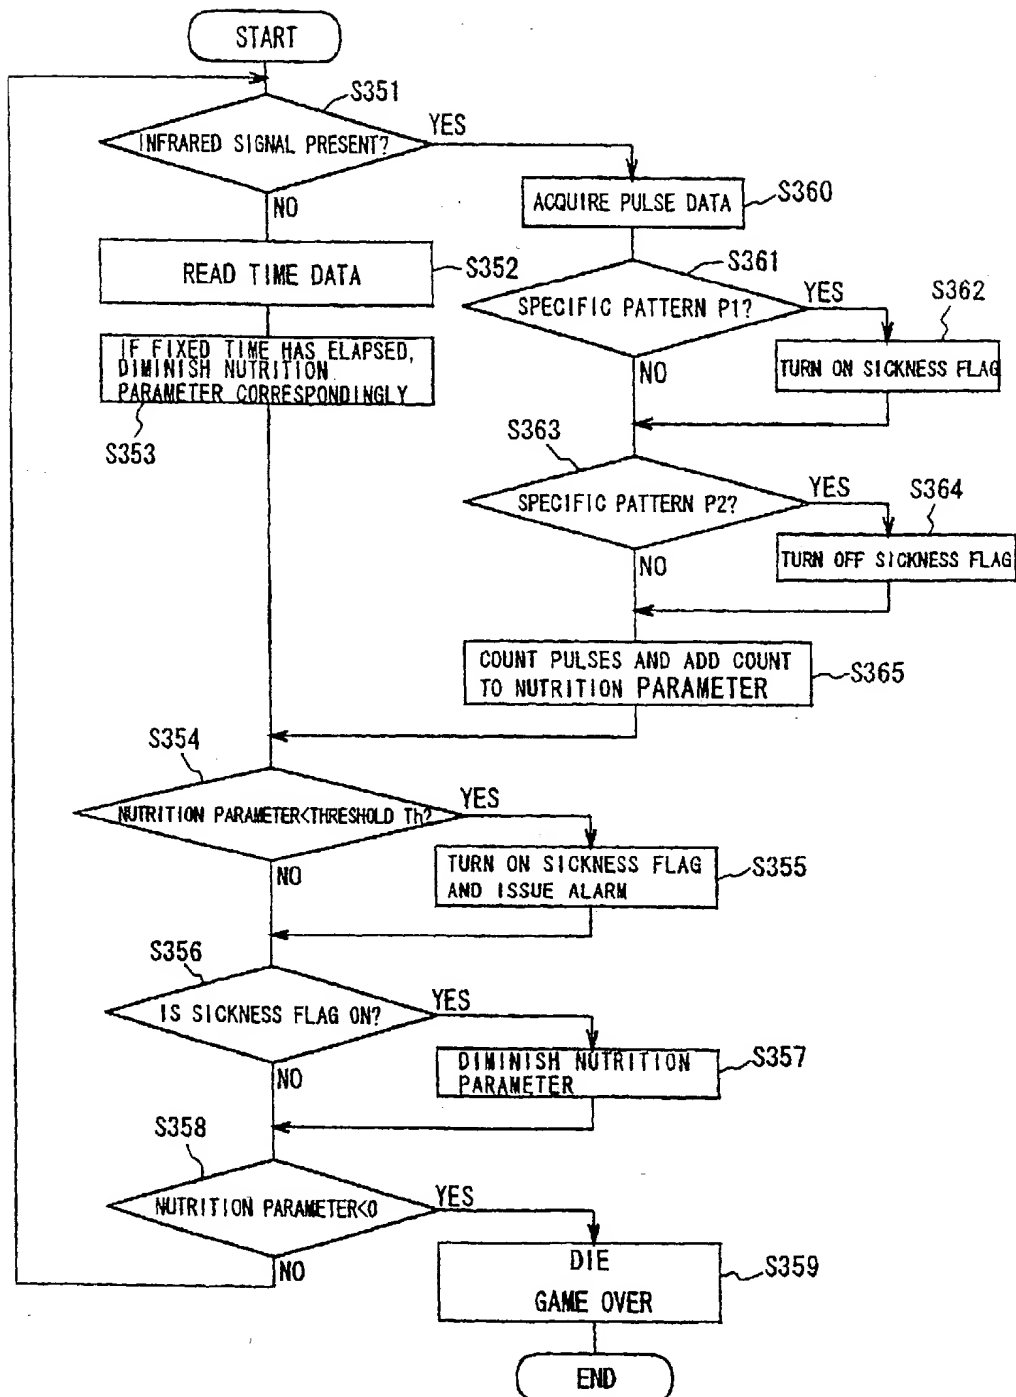 START
S351
INFRARED SIGNAL PRESENT?
YES
NO
ACQUIRE PULSE DATA
S360
READ TIME DATA
S352
S361
SPECIFIC PATTERN P1?
YES
S362
TURN ON SICKNESS FLAG
NO
IF FIXED TIME HAS ELAPSED,
DIMINISH NUTRITION
PARAMETER CORRESPONDINGLY
S353
S363
SPECIFIC PATTERN P2?
YES
S364
TURN OFF SICKNESS FLAG
NO
COUNT PULSES AND ADD COUNT
TO NUTRITION PARAMETER
S365
S354
NUTRITION PARAMETER<THRESHOLD Th?
YES
NO
TURN ON SICKNESS FLAG
AND ISSUE ALARM
S355
S356
IS SICKNESS FLAG ON?
YES
NO
DIMINISH NUTRITION
PARAMETER
S357
S358
NUTRITION PARAMETER<0
YES
NO
DIE
GAME OVER
S359
END